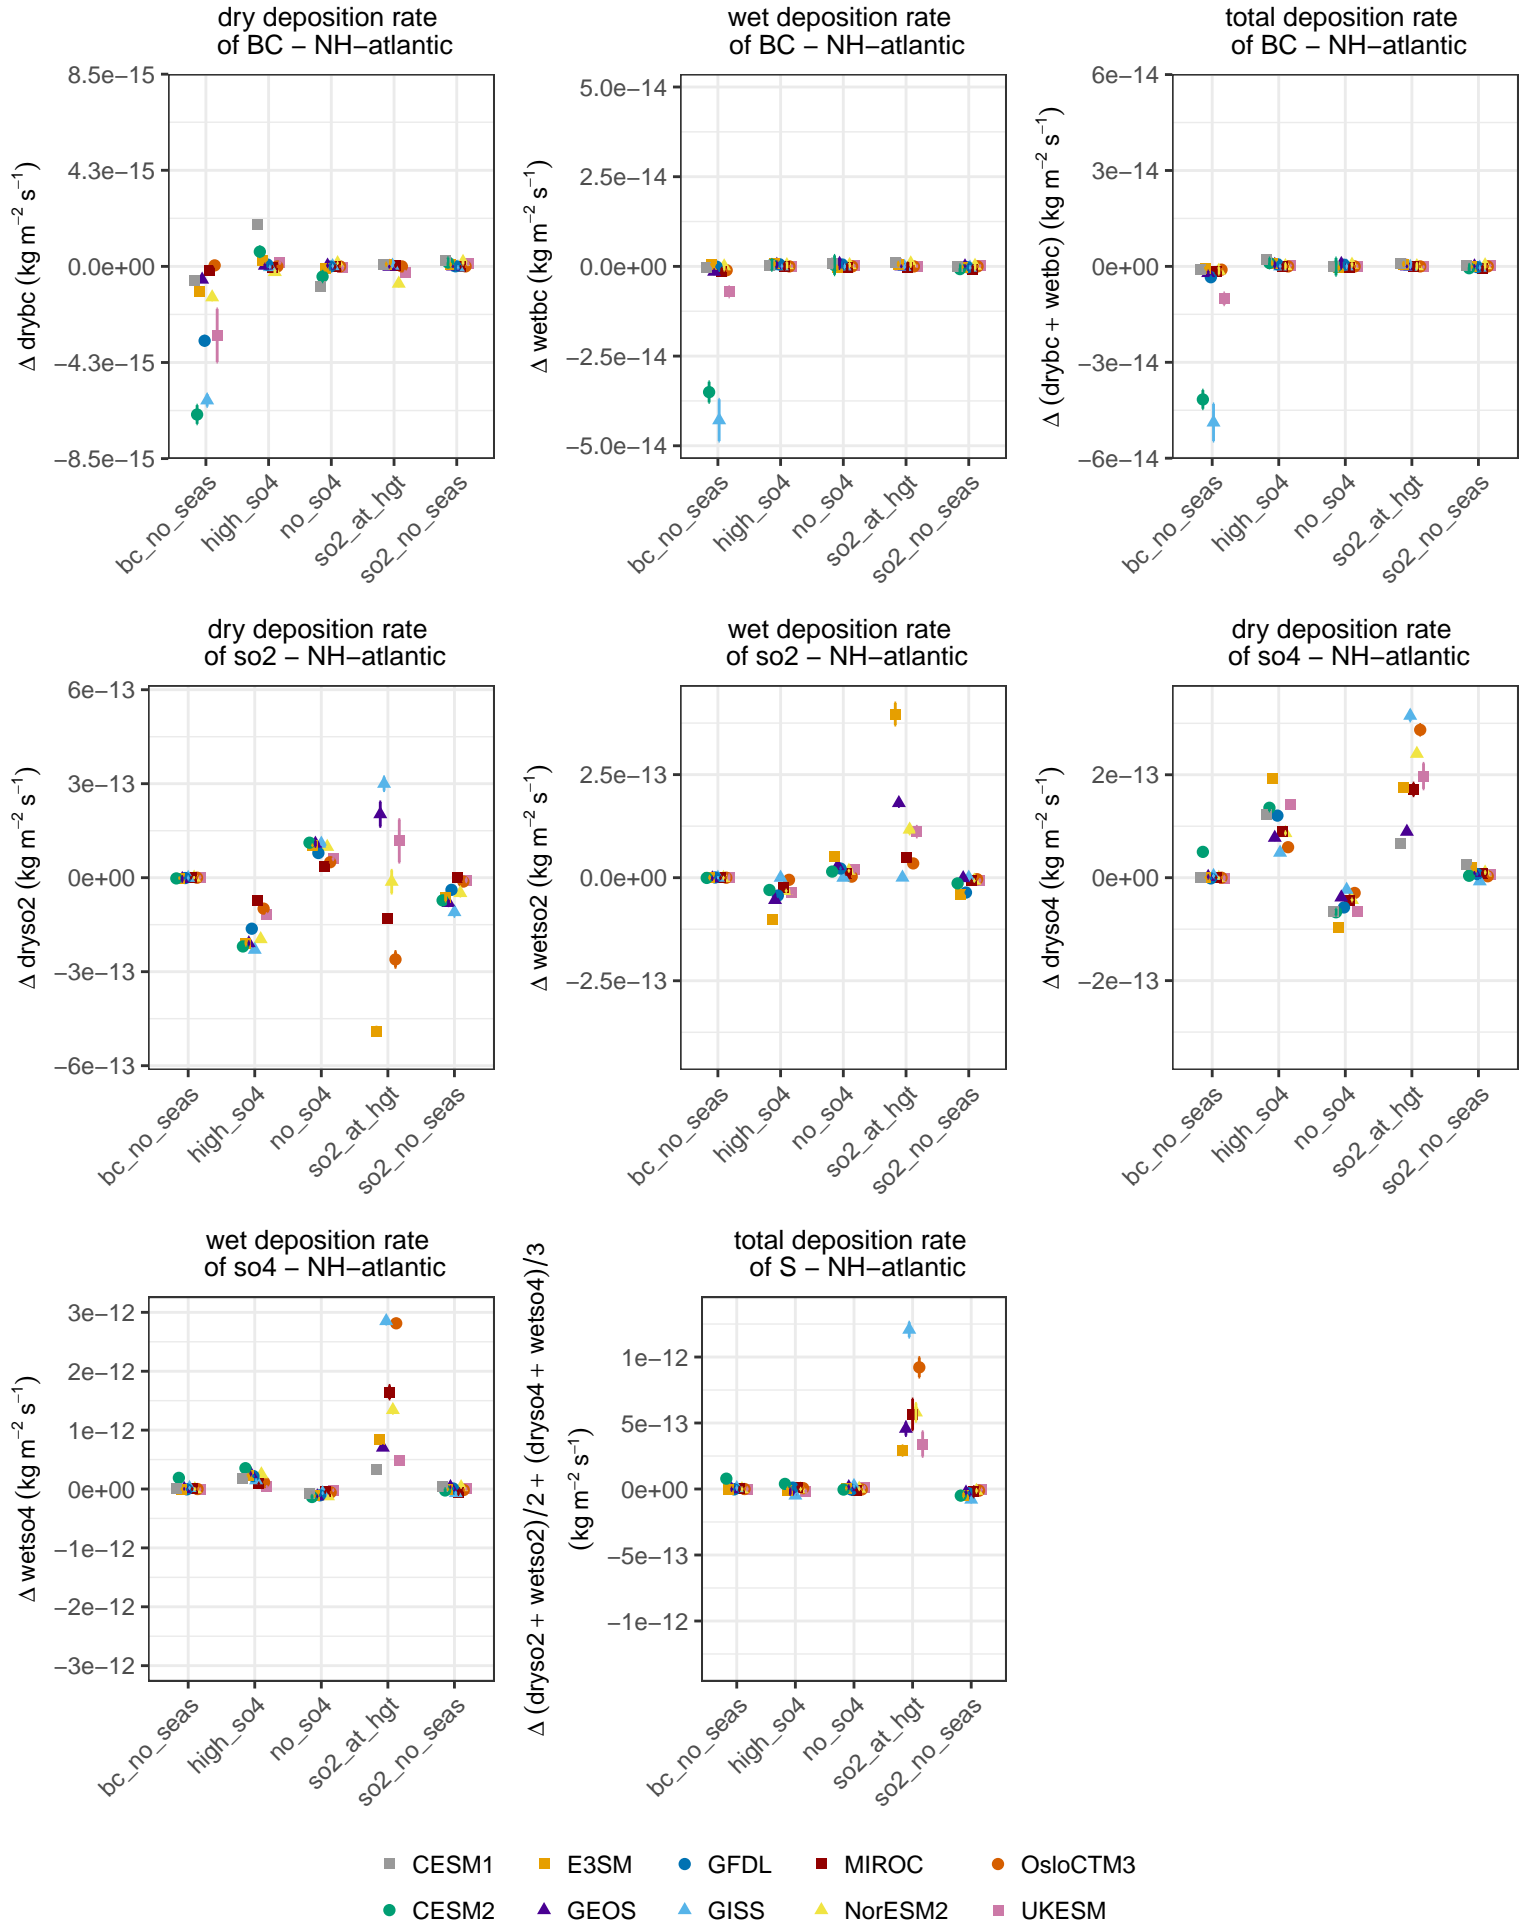 dry deposition rate
of BC − NH−atlantic
Δ drybc (kg m⁻² s⁻¹)
8.5e−15
4.3e−15
0.0e+00
−4.3e−15
−8.5e−15
bc_no_seas
high_so4
no_so4
so2_at_hgt
so2_no_seas
wet deposition rate
of BC − NH−atlantic
Δ wetbc (kg m⁻² s⁻¹)
5.0e−14
2.5e−14
0.0e+00
−2.5e−14
−5.0e−14
bc_no_seas
high_so4
no_so4
so2_at_hgt
so2_no_seas
total deposition rate
of BC − NH−atlantic
Δ (drybc + wetbc) (kg m⁻² s⁻¹)
6e−14
3e−14
0e+00
−3e−14
−6e−14
bc_no_seas
high_so4
no_so4
so2_at_hgt
so2_no_seas
dry deposition rate
of so2 − NH−atlantic
Δ dryso2 (kg m⁻² s⁻¹)
6e−13
3e−13
0e+00
−3e−13
−6e−13
bc_no_seas
high_so4
no_so4
so2_at_hgt
so2_no_seas
wet deposition rate
of so2 − NH−atlantic
Δ wetso2 (kg m⁻² s⁻¹)
2.5e−13
0.0e+00
−2.5e−13
bc_no_seas
high_so4
no_so4
so2_at_hgt
so2_no_seas
dry deposition rate
of so4 − NH−atlantic
Δ dryso4 (kg m⁻² s⁻¹)
2e−13
0e+00
−2e−13
bc_no_seas
high_so4
no_so4
so2_at_hgt
so2_no_seas
wet deposition rate
of so4 − NH−atlantic
Δ wetso4 (kg m⁻² s⁻¹)
3e−12
2e−12
1e−12
0e+00
−1e−12
−2e−12
−3e−12
bc_no_seas
high_so4
no_so4
so2_at_hgt
so2_no_seas
total deposition rate
of S − NH−atlantic
Δ (dryso2 + wetso2)/2 + (dryso4 + wetso4)/3
(kg m⁻² s⁻¹)
1e−12
5e−13
0e+00
−5e−13
−1e−12
bc_no_seas
high_so4
no_so4
so2_at_hgt
so2_no_seas
CESM1
E3SM
GFDL
MIROC
OsloCTM3
CESM2
GEOS
GISS
NorESM2
UKESM